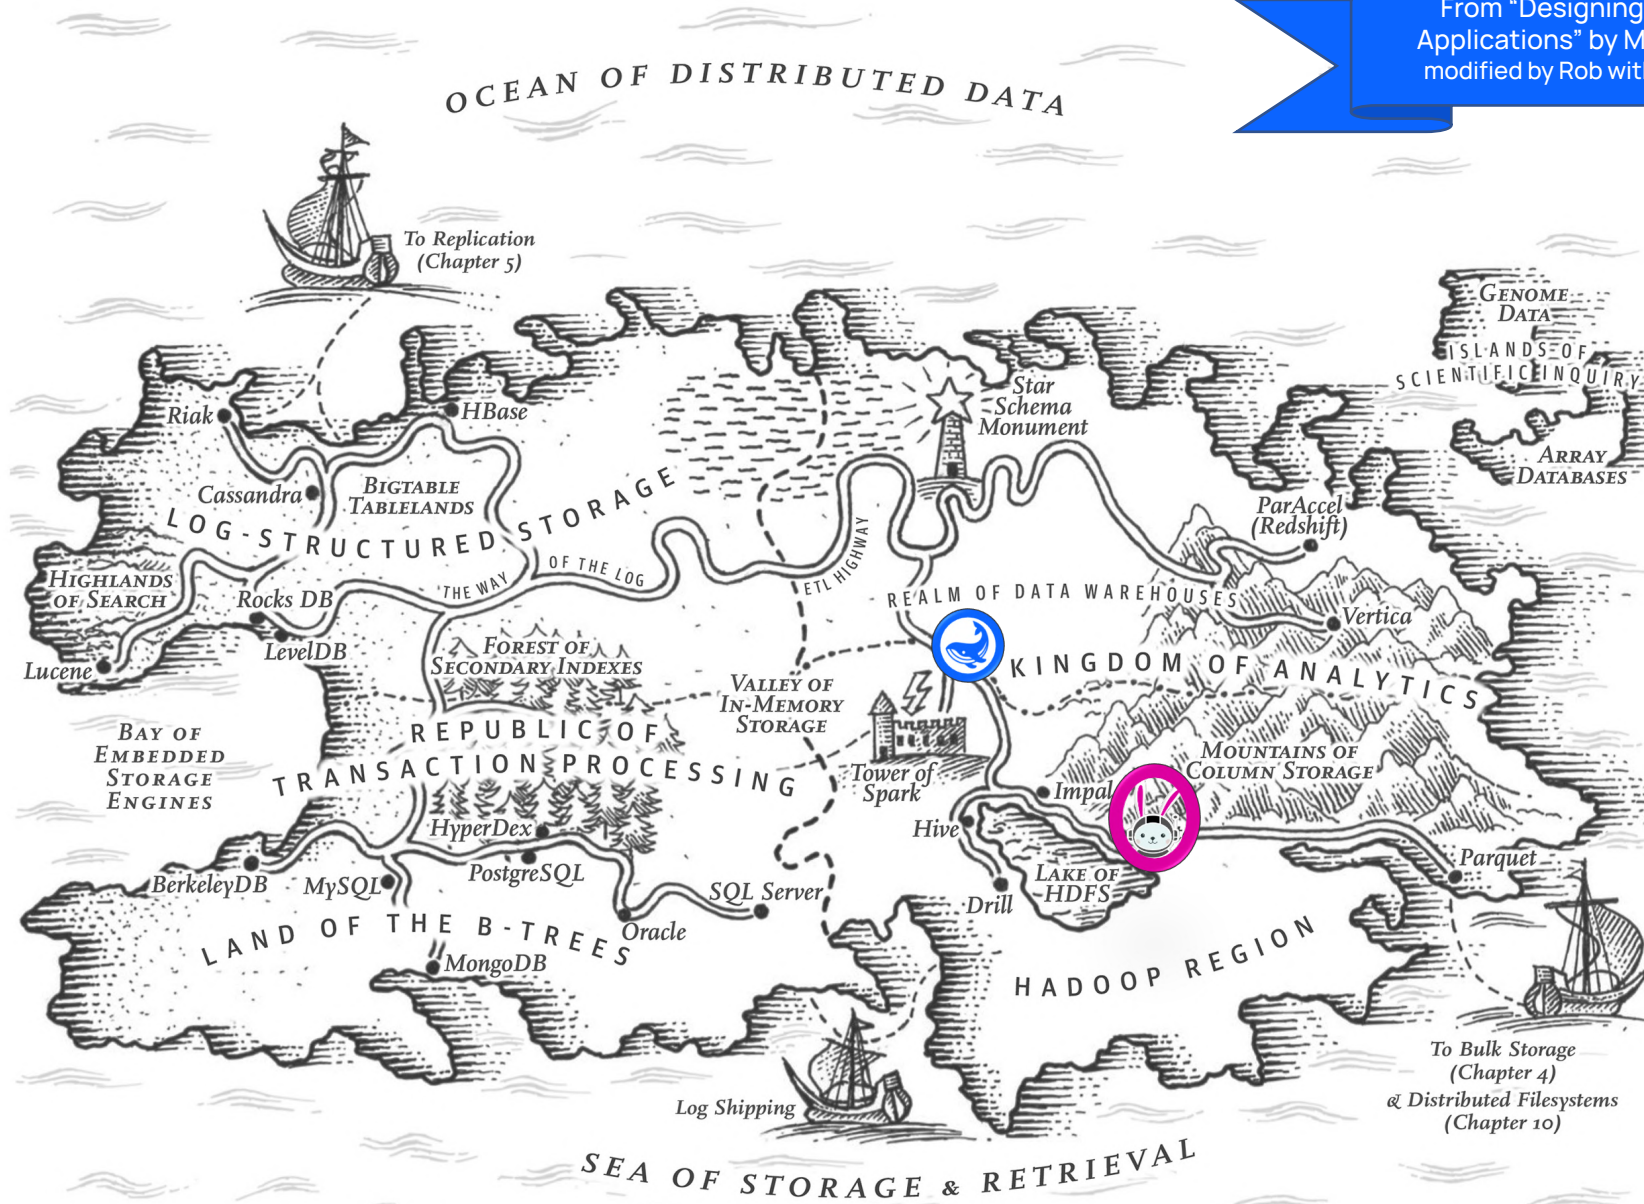 From “Designing
Applications” by M
modified by Rob wit
OCEAN OF DISTRIBUTED DATA
To Replication
(Chapter 5)
GENOME
DATA
ISLANDS OF
SCIENTIFIC INQUIRY
ARRAY
DATABASES
Star
Schema
Monument
Riak
HBase
Cassandra
BIGTABLE
TABLELANDS
LOG-STRUCTURED STORAGE
ParAccel
(Redshift)
HIGHLANDS
OF SEARCH
Rocks DB
LevelDB
Lucene
THE WAY OF THE LOG
ETL HIGHWAY
REALM OF DATA WAREHOUSES
Vertica
FOREST OF
SECONDARY INDEXES
KINGDOM OF ANALYTICS
VALLEY OF
IN-MEMORY
STORAGE
BAY OF
EMBEDDED
STORAGE
ENGINES
REPUBLIC OF
TRANSACTION PROCESSING
Tower of
Spark
MOUNTAINS OF
COLUMN STORAGE
Impal
Hive
HyperDex
PostgreSQL
BerkeleyDB
MySQL
SQL Server
Oracle
Drill
LAKE OF
HDFS
Parquet
LAND OF THE B-TREES
MongoDB
HADOOP REGION
To Bulk Storage
(Chapter 4)
& Distributed Filesystems
(Chapter 10)
Log Shipping
SEA OF STORAGE & RETRIEVAL